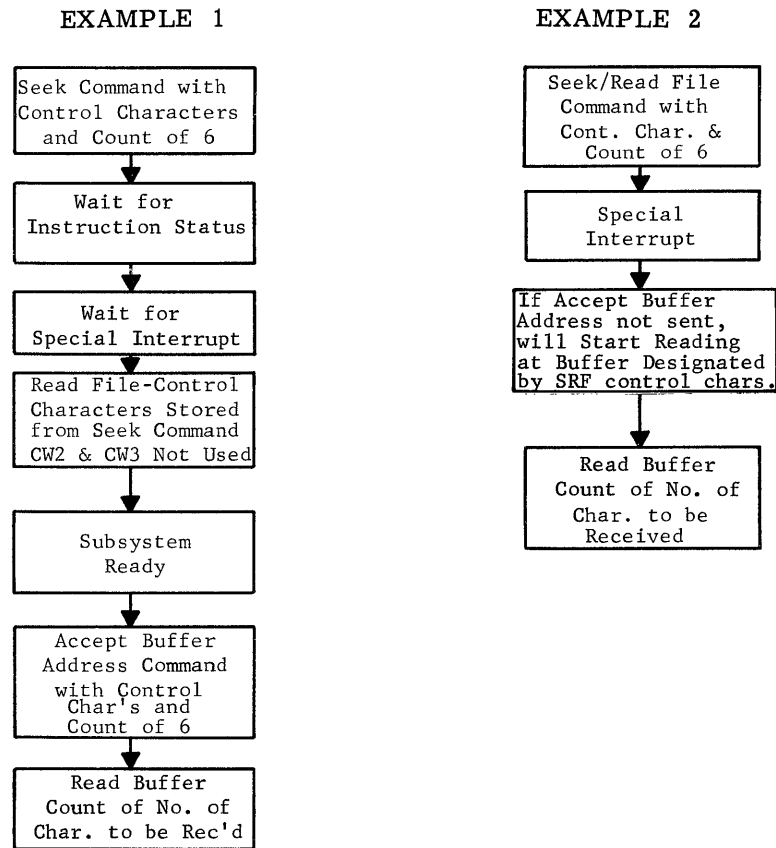 EXAMPLE 1
Seek Command with
Control Characters
and Count of 6
Wait for
Instruction Status
Wait for
Special Interrupt
Read File-Control
Characters Stored
from Seek Command
CW2 & CW3 Not Used
Subsystem
Ready
Accept Buffer
Address Command
with Control
Char's and
Count of 6
Read Buffer
Count of No. of
Char. to be Rec'd
EXAMPLE 2
Seek/Read File
Command with
Cont. Char. &
Count of 6
Special
Interrupt
If Accept Buffer
Address not sent,
will Start Reading
at Buffer Designated
by SRF control chars.
Read Buffer
Count of No. of
Char. to be
Received